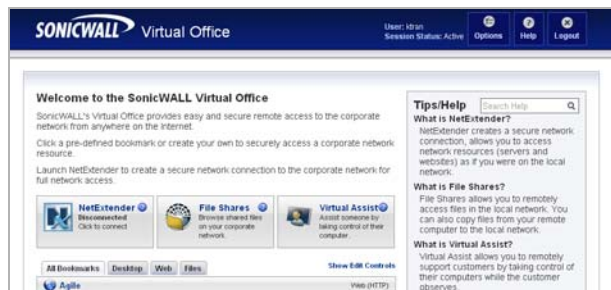 SONICWALL Virtual Office
User: ktran
Session Status: Active
Options
Help
Logout
Welcome to the SonicWALL Virtual Office
SonicWALL's Virtual Office provides easy and secure remote access to the corporate
network from anywhere on the Internet.
Click a pre-defined bookmark or create your own to securely access a corporate network
resource.
Launch NetExtender to create a secure network connection to the corporate network for
full network access.
NetExtender
Disconnected
Click to connect
File Shares
Browse shared files
on your corporate
network.
Virtual Assist
Assist someone by
taking control of their
computer.
All Bookmarks Desktop Web Files
Show Edit Controls
Agile
Web (HTTP)
Tips/Help
Search Help
What is NetExtender?
NetExtender creates a secure network
connection, allows you to access
network resources (servers and
websites) as if you were on the local
network.
What is File Shares?
File Shares allows you to remotely
access files in the local network. You
can also copy files from your remote
computer to the local network.
What is Virtual Assist?
Virtual Assist allows you to remotely
support customers by taking control of
their computers while the customer
observes.